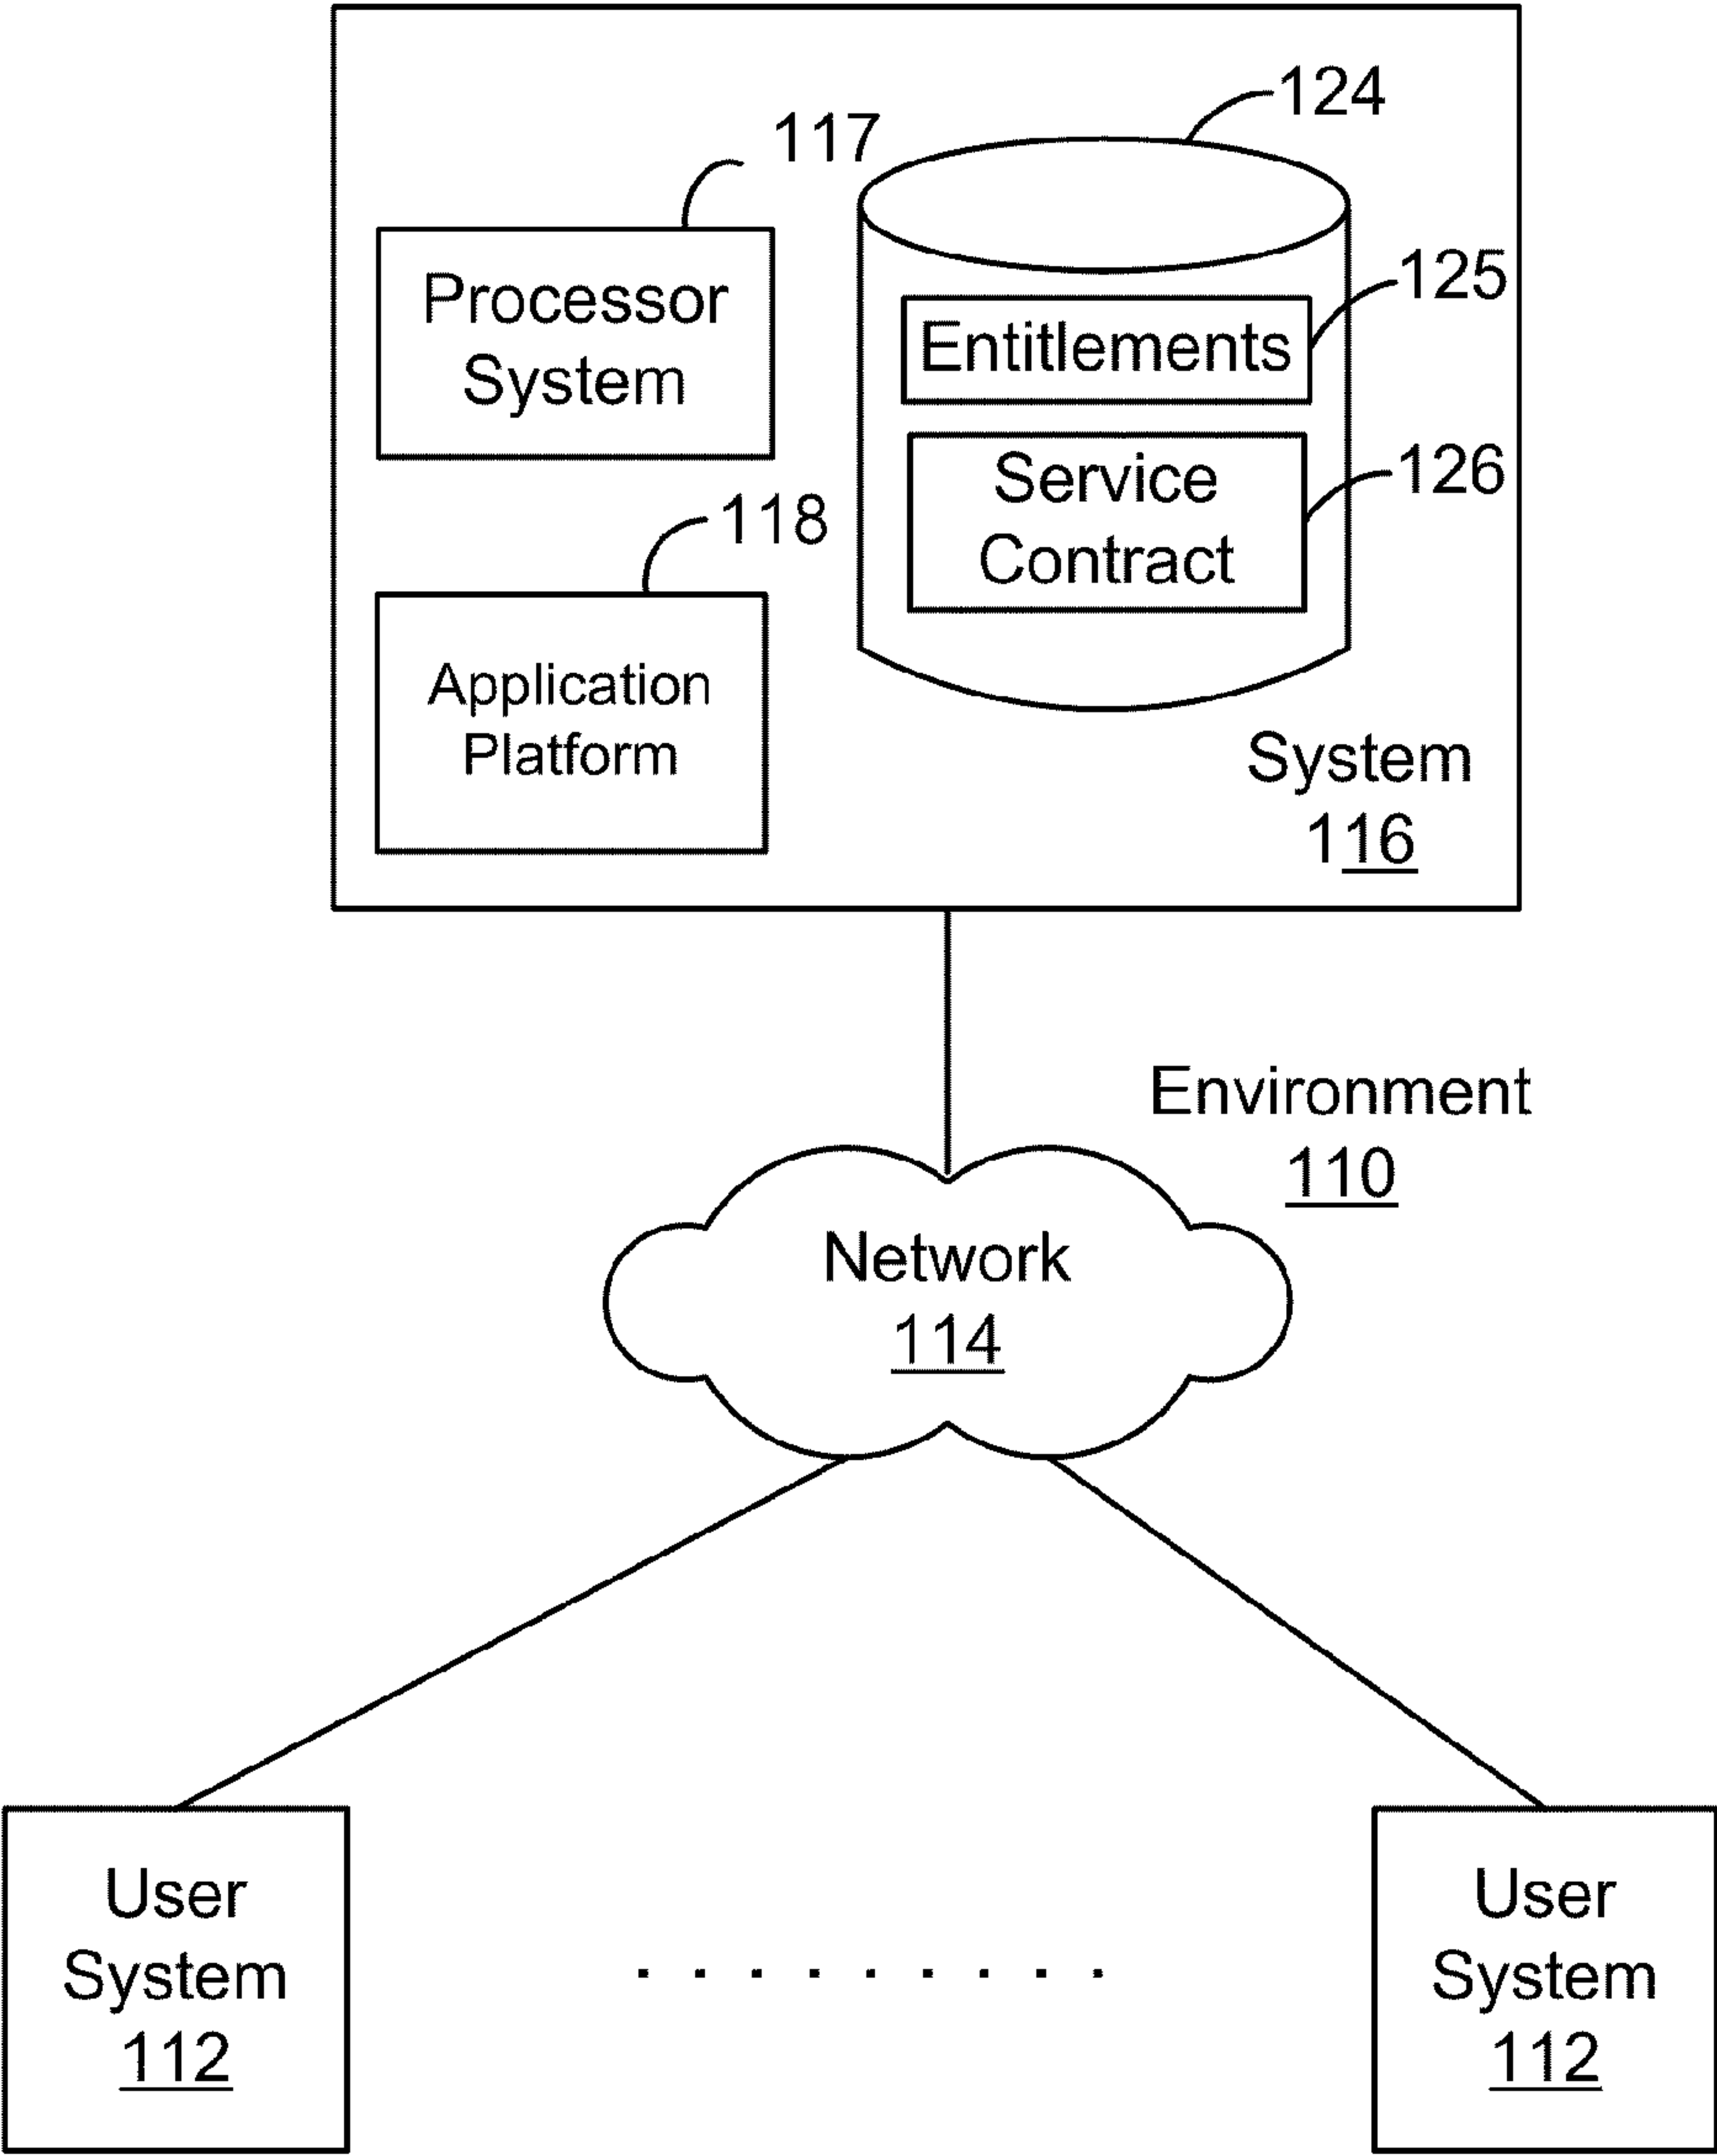 124
117
Processor
System
125
Entitlements
126
Service
Contract
118
Application
Platform
System
116
Environment
110
Network
114
User
System
112
. . . . . . . . .
User
System
112